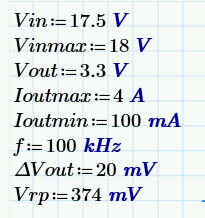 Vin:=17.5 V
Vinmax:=18 V
Vout:=3.3 V
Ioutmax:=4 A
Ioutmin:=100 mA
f:=100 kHz
ΔVout:=20 mV
Vrp:=374 mV